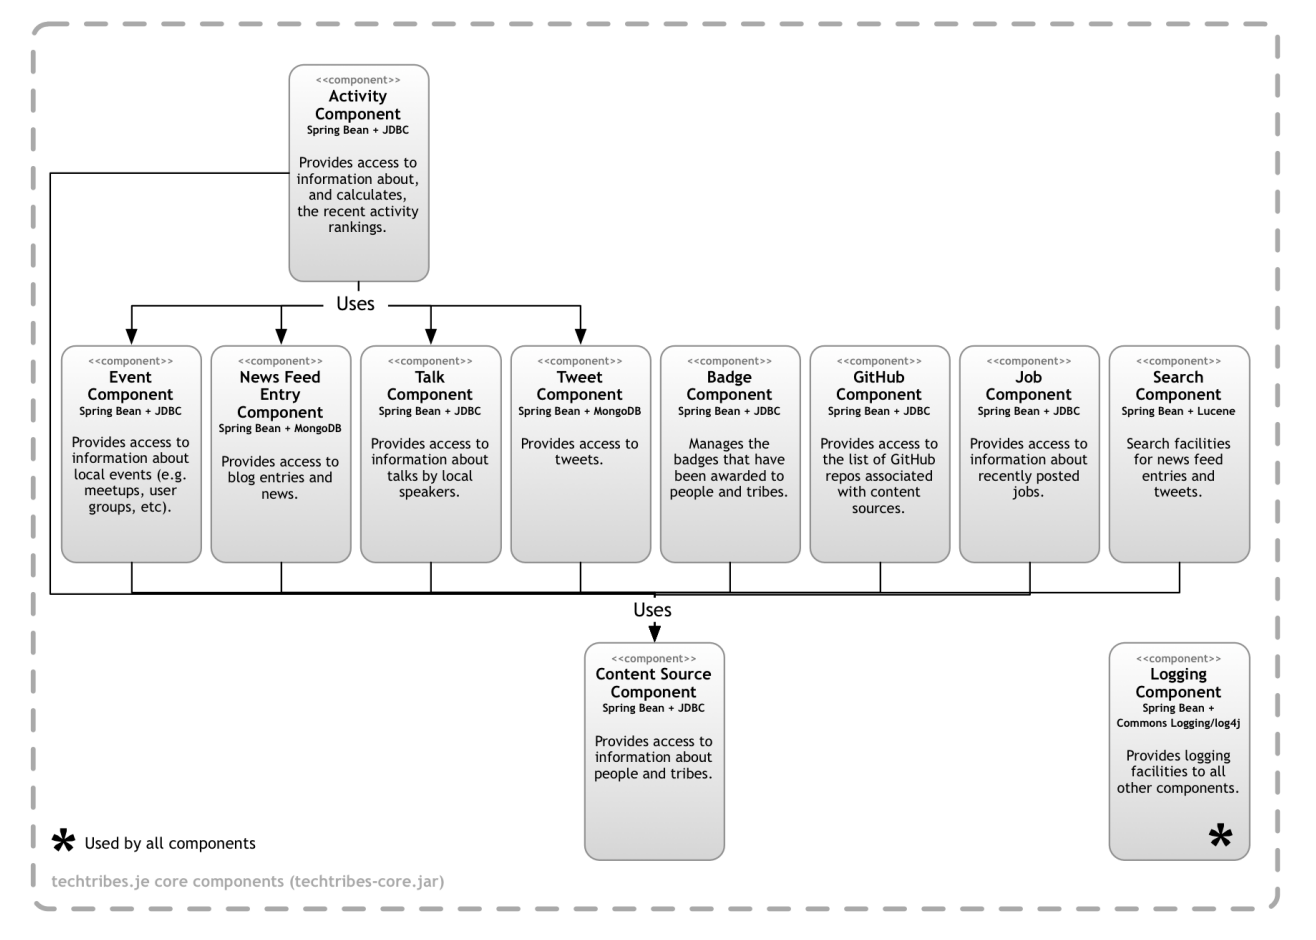 <<component>>
Activity
Component
Spring Bean + JDBC
Provides access to
information about,
and calculates,
the recent activity
rankings.
Uses
<<component>>
Event
Component
Spring Bean + JDBC
Provides access to
information about
local events (e.g.
meetups, user
groups, etc).
<<component>>
News Feed
Entry
Component
Spring Bean + MongoDB
Provides access to
blog entries and
news.
<<component>>
Talk
Component
Spring Bean + JDBC
Provides access to
information about
talks by local
speakers.
<<component>>
Tweet
Component
Spring Bean + MongoDB
Provides access to
tweets.
<<component>>
Badge
Component
Spring Bean + JDBC
Manages the
badges that have
been awarded to
people and tribes.
<<component>>
GitHub
Component
Spring Bean + JDBC
Provides access to
the list of GitHub
repos associated
with content
sources.
<<component>>
Job
Component
Spring Bean + JDBC
Provides access to
information about
recently posted
jobs.
<<component>>
Search
Component
Spring Bean + Lucene
Search facilities
for news feed
entries and
tweets.
Uses
<<component>>
Content Source
Component
Spring Bean + JDBC
Provides access to
information about
people and tribes.
<<component>>
Logging
Component
Spring Bean +
Commons Logging/log4j
Provides logging
facilities to all
other components.
*
* Used by all components
techtribes.je core components (techtribes-core.jar)